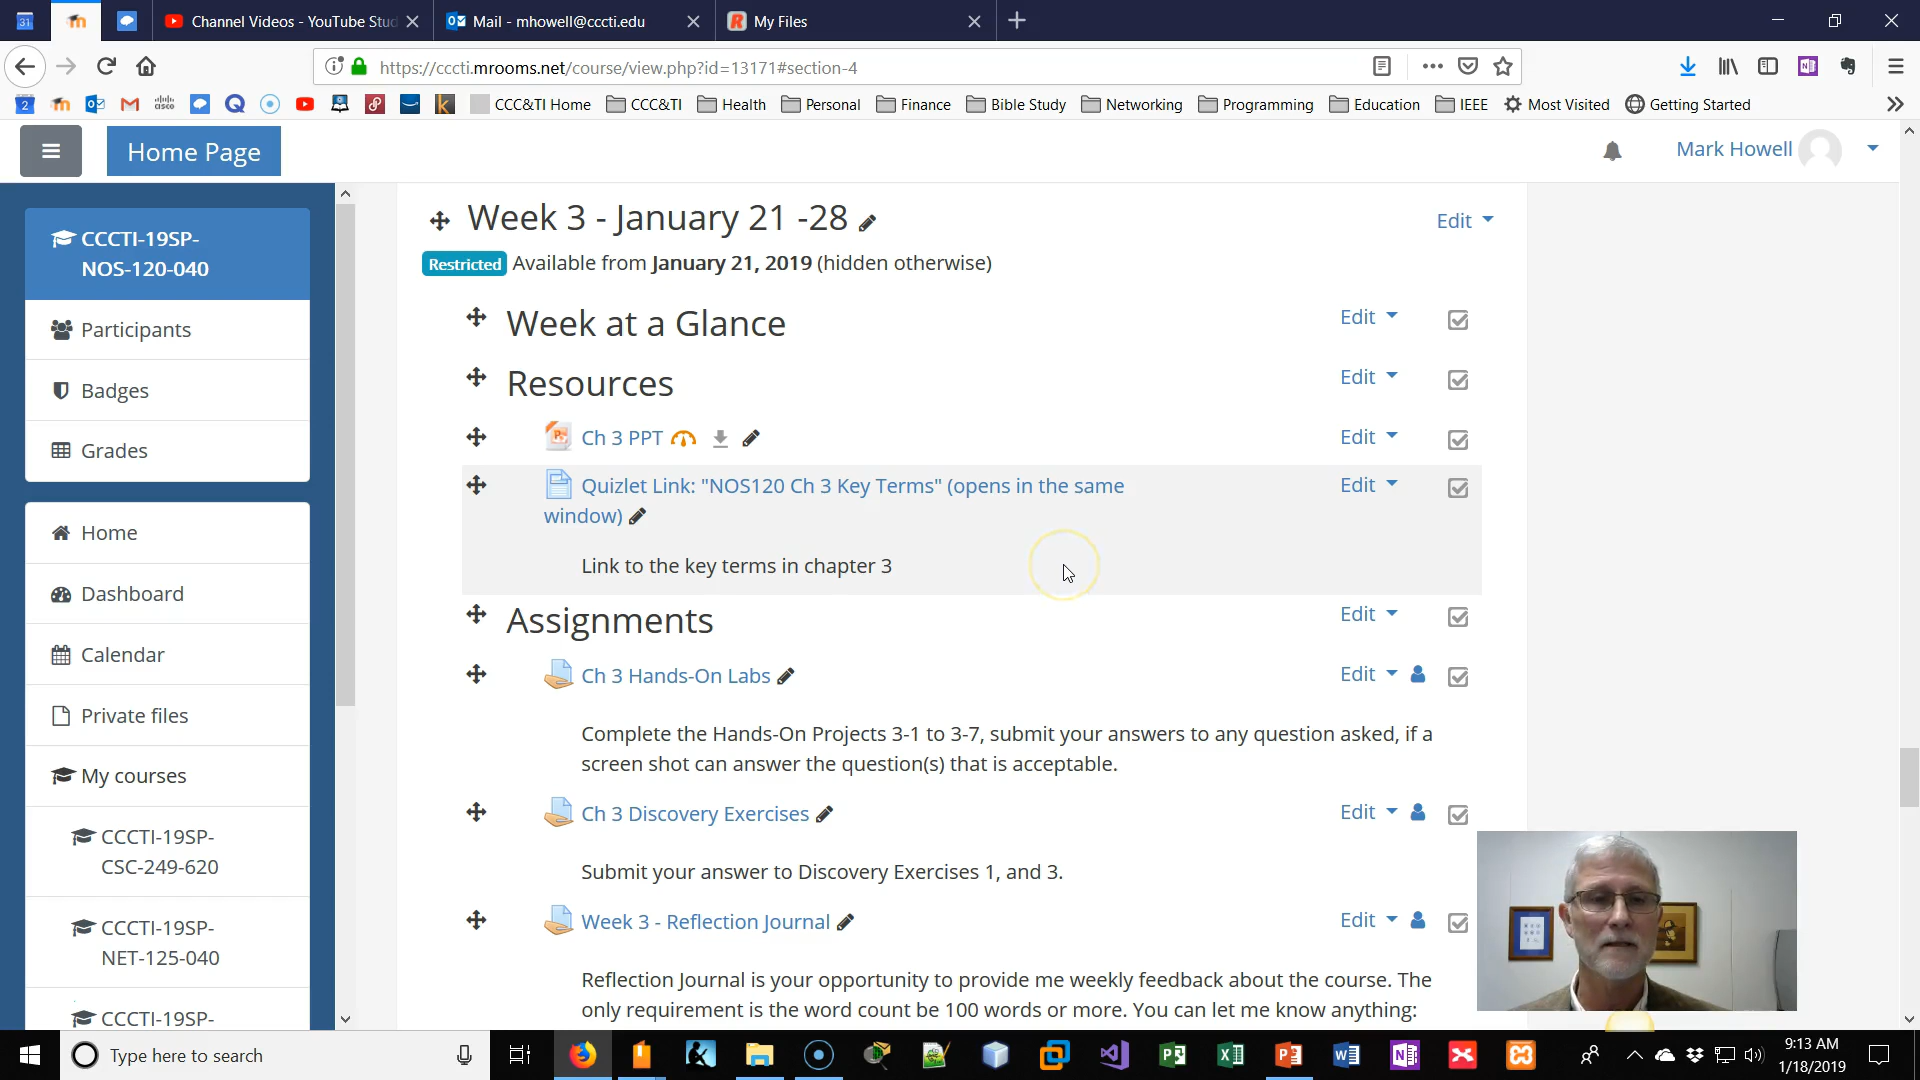 31
Channel Videos - YouTube Stud
Mail - mhowell@cccti.edu
My Files
https://cccti.mrooms.net/course/view.php?id=13171#section-4
CCC&TI Home
CCC&TI
Health
Personal
Finance
Bible Study
Networking
Programming
Education
IEEE
Most Visited
Getting Started
Home Page
Mark Howell
CCCTI-19SP-
NOS-120-040
Participants
Badges
Grades
Home
Dashboard
Calendar
Private files
My courses
CCCTI-19SP-
CSC-249-620
CCCTI-19SP-
NET-125-040
CCCTI-19SP-
Week 3 - January 21 -28
Edit
Restricted Available from January 21, 2019 (hidden otherwise)
Week at a Glance
Edit
Resources
Edit
Ch 3 PPT
Edit
Quizlet Link: "NOS120 Ch 3 Key Terms" (opens in the same
window)
Edit
Link to the key terms in chapter 3
Assignments
Edit
Ch 3 Hands-On Labs
Edit
Complete the Hands-On Projects 3-1 to 3-7, submit your answers to any question asked, if a
screen shot can answer the question(s) that is acceptable.
Ch 3 Discovery Exercises
Edit
Submit your answer to Discovery Exercises 1, and 3.
Week 3 - Reflection Journal
Edit
Reflection Journal is your opportunity to provide me weekly feedback about the course. The
only requirement is the word count be 100 words or more. You can let me know anything:
Type here to search
9:13 AM
1/18/2019